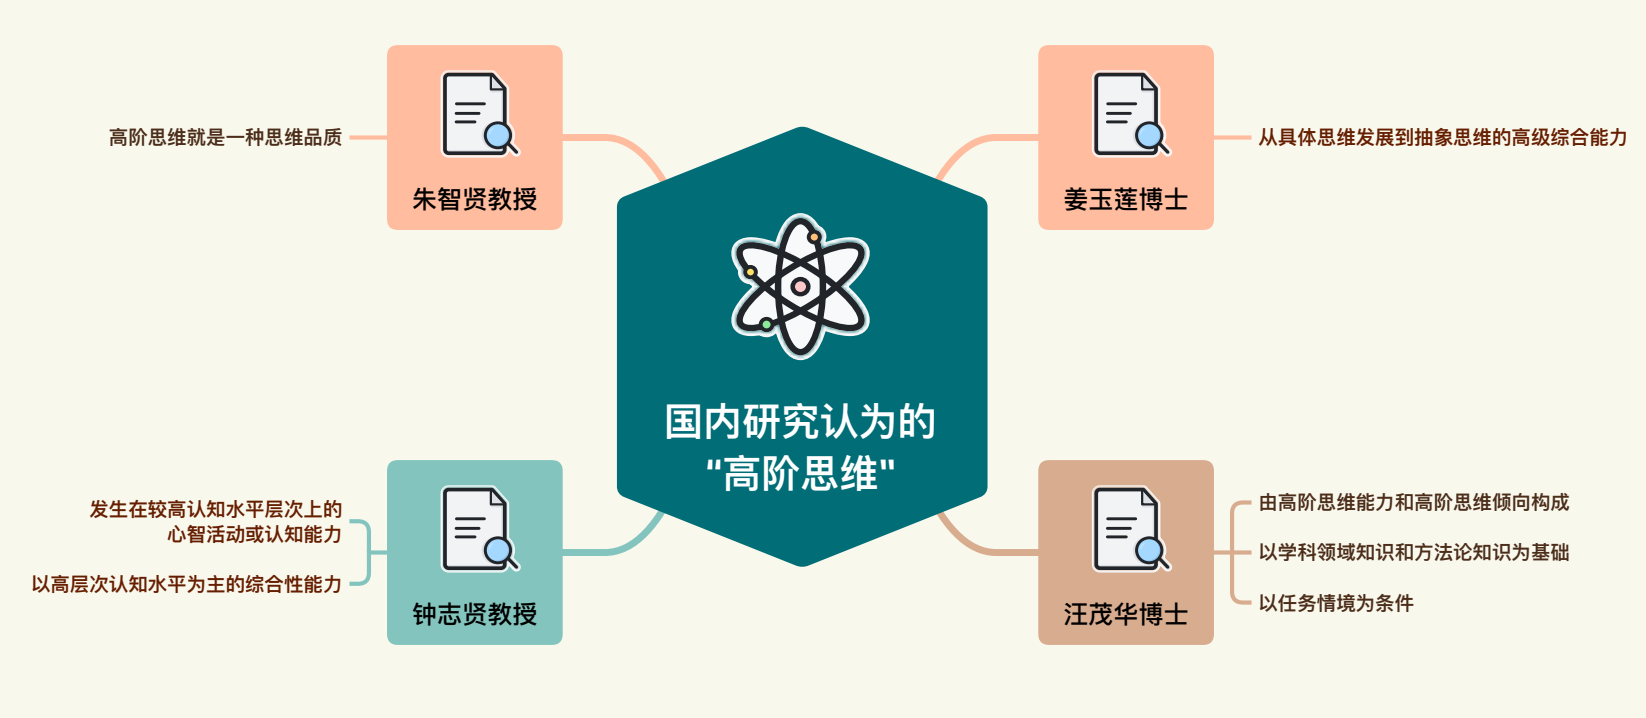 国内研究认为的
“高阶思维"
朱智贤教授
高阶思维就是一种思维品质
姜玉莲博士
从具体思维发展到抽象思维的高级综合能力
钟志贤教授
发生在较高认知水平层次上的
心智活动或认知能力
以高层次认知水平为主的综合性能力
汪茂华博士
由高阶思维能力和高阶思维倾向构成
以学科领域知识和方法论知识为基础
以任务情境为条件